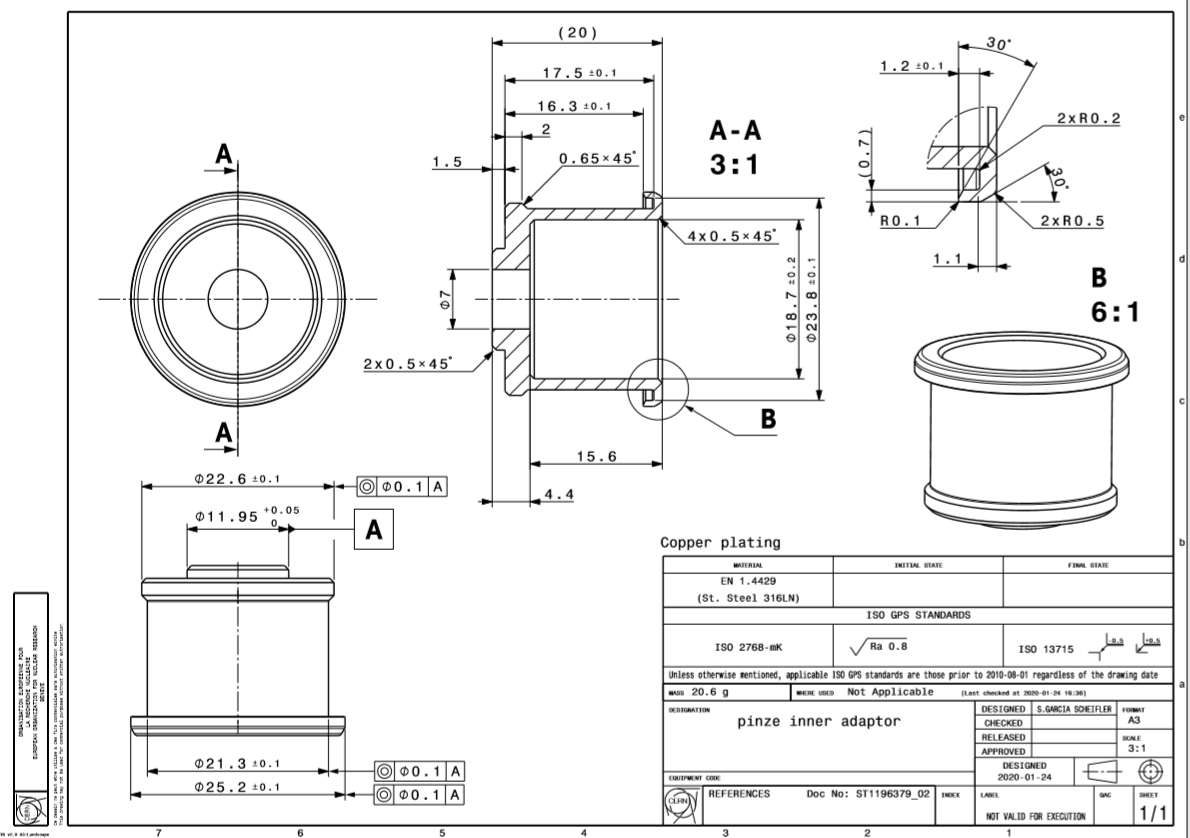 (20)
17.5 ±0.1
16.3 ±0.1
2
1.5
0.65×45°
A-A
3:1
4x0.5×45°
Φ7
Φ18.7 ±0.2
Φ23.8 ±0.1
2x0.5×45°
B
15.6
4.4
A
A
30°
1.2 ±0.1
2xR0.2
(0.7)
30°
R0.1
2xR0.5
1.1
B
6:1
Φ22.6 ±0.1
Φ0.1 A
Φ11.95 +0.05 0
A
Φ21.3 ±0.1
Φ0.1 A
Φ25.2 ±0.1
Φ0.1 A
e
d
c
b
a
Copper plating
MATERIAL INITIAL STATE FINAL STATE
EN 1.4429
(St. Steel 316LN)
ISO GPS STANDARDS
ISO 2768-mK Ra 0.8 ISO 13715 -0.5 +0.5
Unless otherwise mentioned, applicable ISO GPS standards are those prior to 2010-08-01 regardless of the drawing date
MASS 20.6 g WHERE USED Not Applicable (Last checked at 2020-01-24 16:36)
DESIGNATION
pinze inner adaptor
DESIGNED S.GARCIA SCHEIFLER
CHECKED
RELEASED
APPROVED
FORMAT
A3
SCALE
3:1
DESIGNED
2020-01-24
EQUIPMENT CODE
CERN REFERENCES Doc No: ST1196379_02 INDEX
LABEL
NOT VALID FOR EXECUTION
QAC
SHEET
1/1
7 6 5 4 3 2 1
ORGANISATION EUROPEENNE POUR
LA RECHERCHE NUCLEAIRE
EUROPEAN ORGANIZATION FOR NUCLEAR RESEARCH
GENEVE
CERN